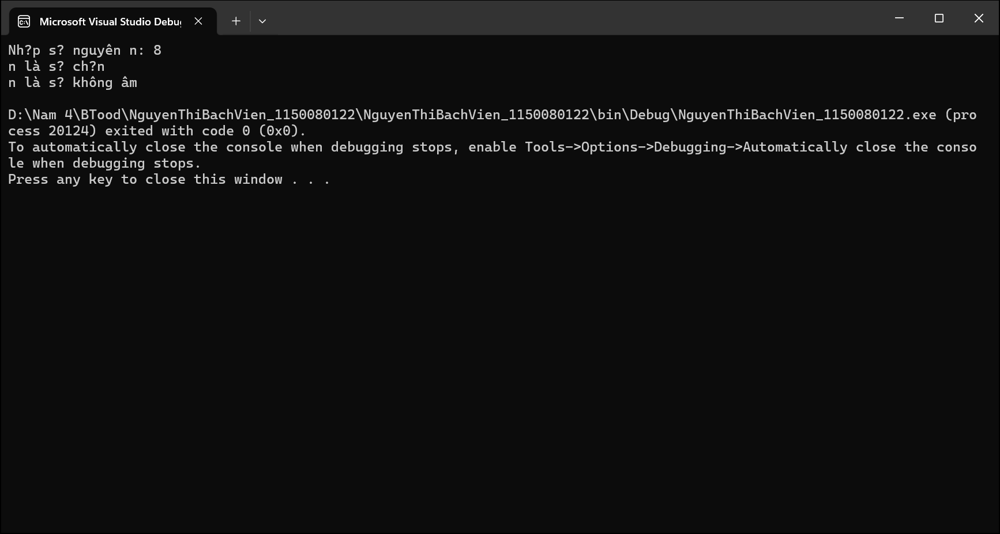 Microsoft Visual Studio Debug
Nh?p s? nguyên n: 8
n là s? ch?n
n là s? không âm
D:\Nam 4\BTood\NguyenThiBachVien_1150080122\NguyenThiBachVien_1150080122\bin\Debug\NguyenThiBachVien_1150080122.exe (pro
cess 20124) exited with code 0 (0x0).
To automatically close the console when debugging stops, enable Tools->Options->Debugging->Automatically close the conso
le when debugging stops.
Press any key to close this window . . .